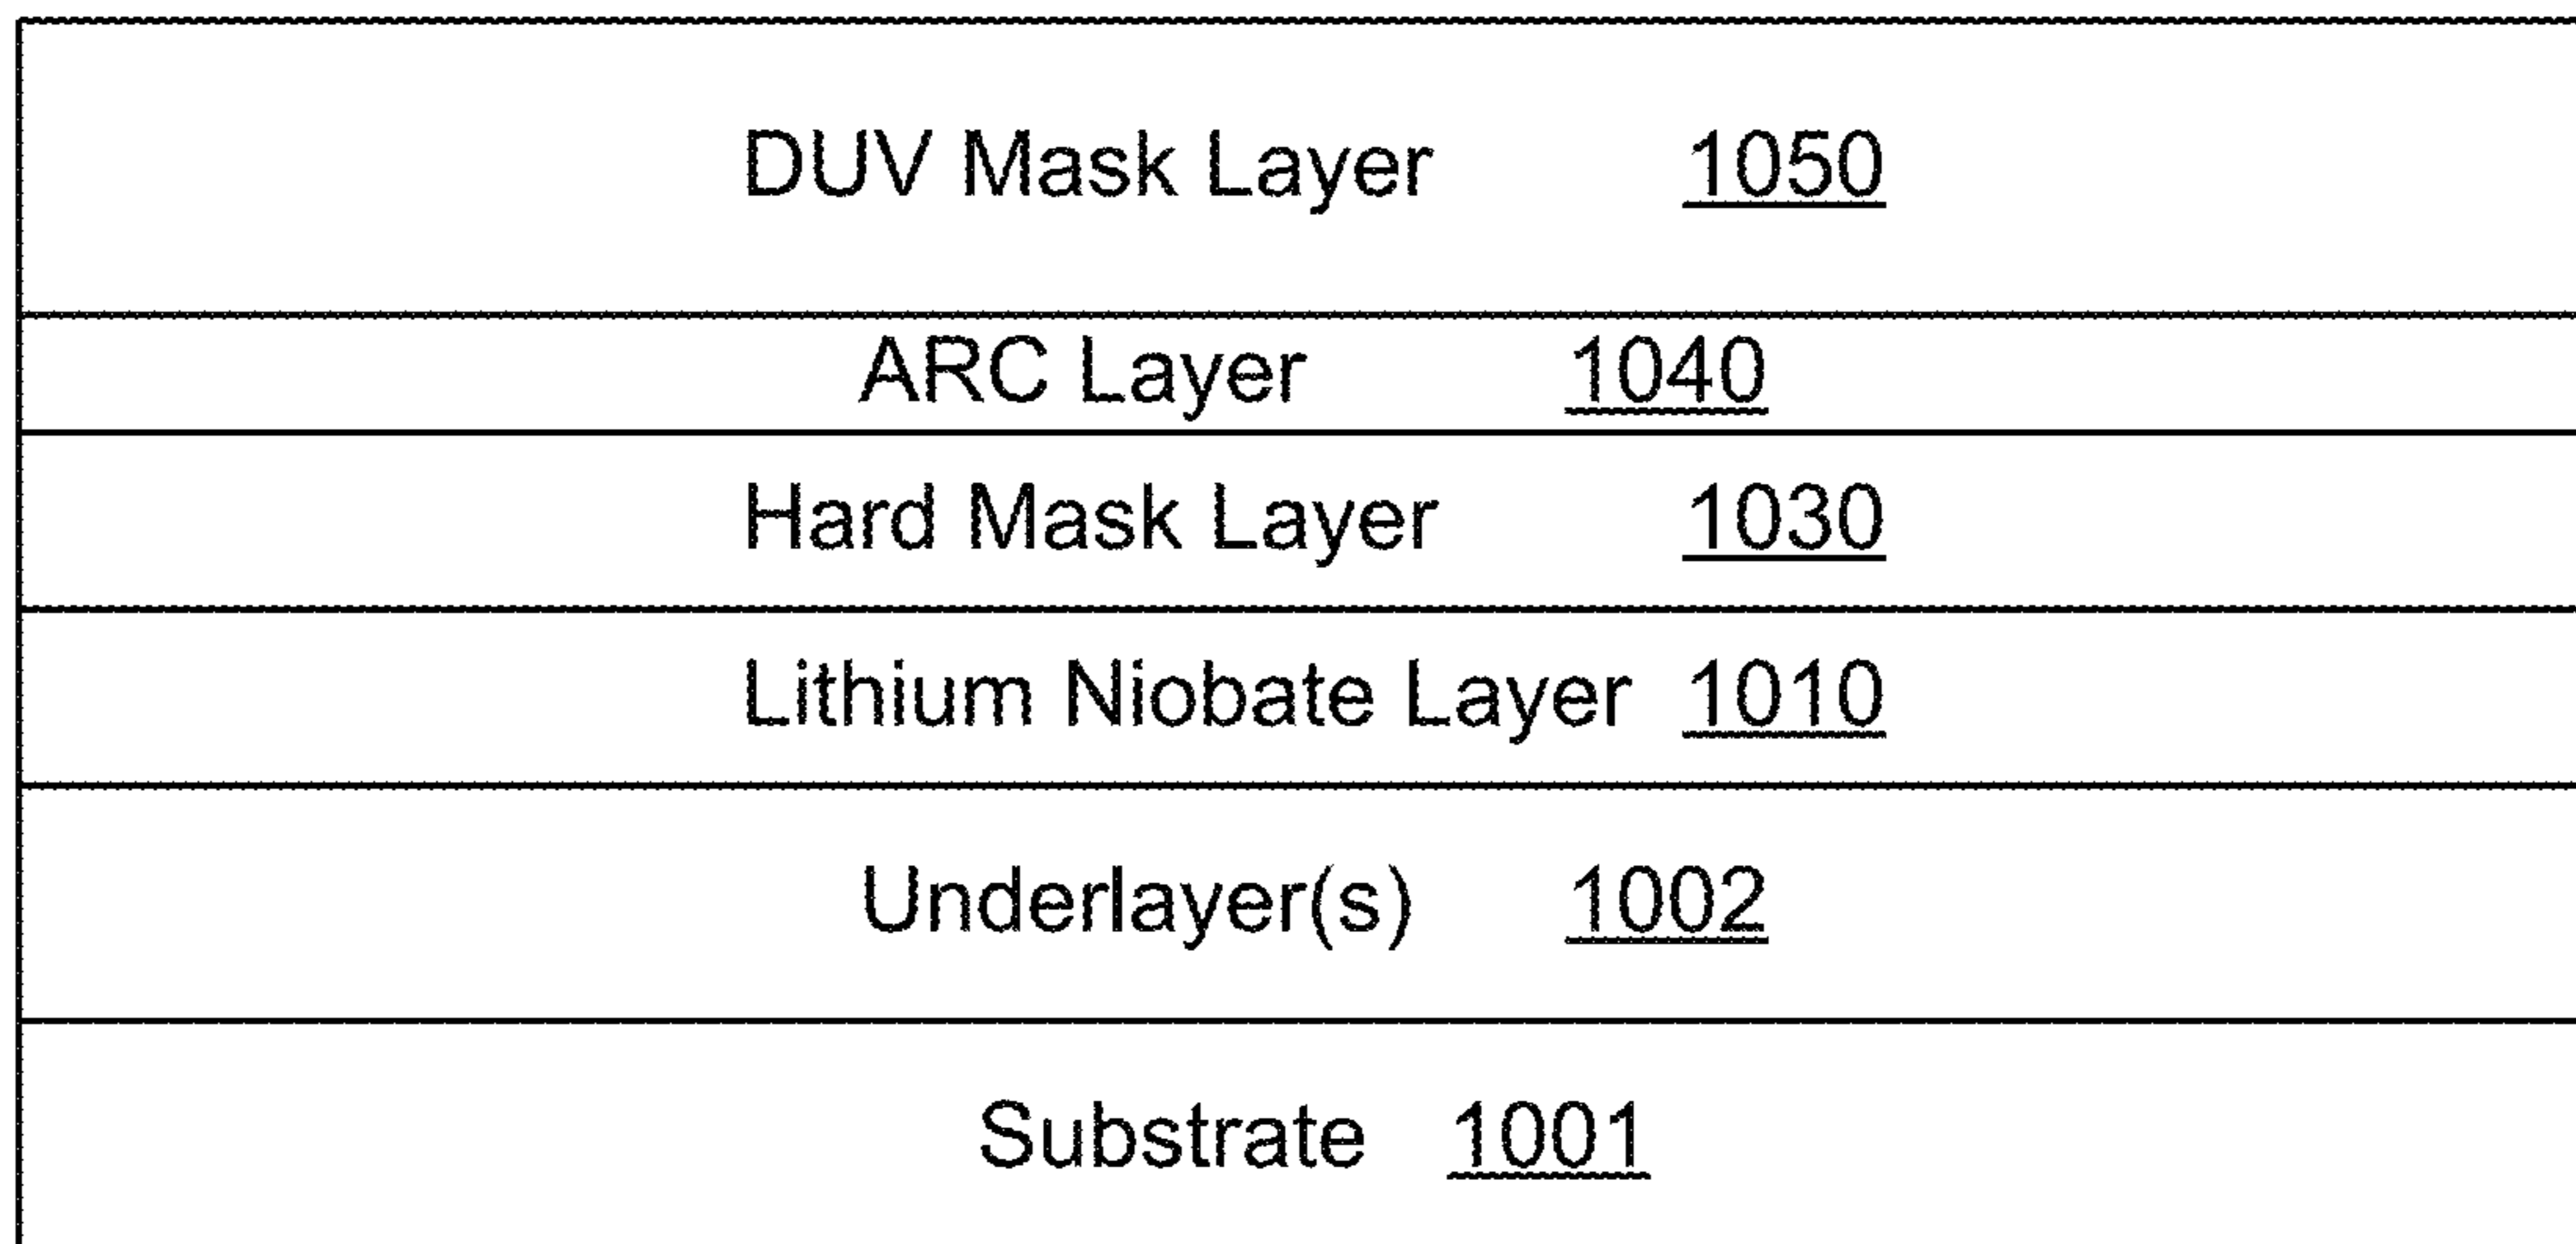 DUV Mask Layer 1050
ARC Layer 1040
Hard Mask Layer 1030
Lithium Niobate Layer 1010
Underlayer(s) 1002
Substrate 1001